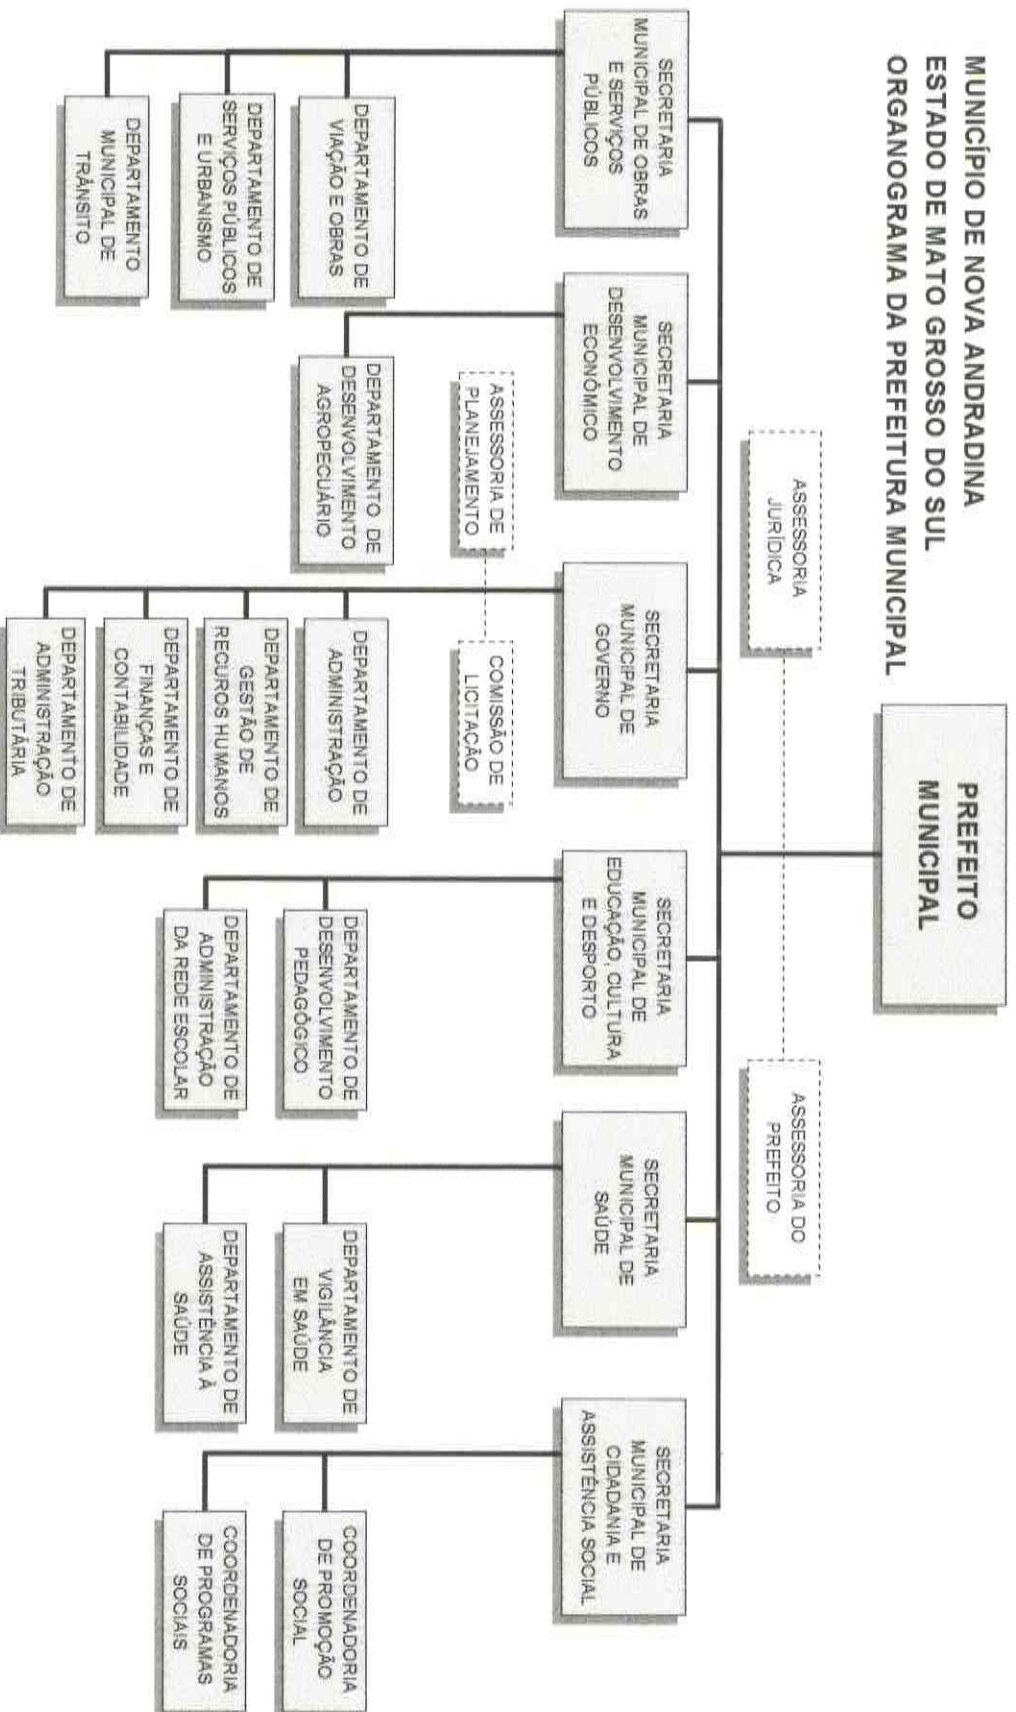 MUNICÍPIO DE NOVA ANDRADINA
ESTADO DE MATO GROSSO DO SUL
ORGANOGRAMA DA PREFEITURA MUNICIPAL
PREFEITO
MUNICIPAL
ASSESSORIA
JURÍDICA
ASSESSORIA DO
PREFEITO
SECRETARIA
MUNICIPAL DE OBRAS
E SERVIÇOS
PÚBLICOS
DEPARTAMENTO DE
VIAÇÃO E OBRAS
DEPARTAMENTO DE
SERVIÇOS PÚBLICOS
E URBANISMO
DEPARTAMENTO
MUNICIPAL DE
TRÂNSITO
SECRETARIA
MUNICIPAL DE
DESENVOLVIMENTO
ECONÔMICO
DEPARTAMENTO DE
DESENVOLVIMENTO
AGROPECUÁRIO
SECRETARIA
MUNICIPAL DE
GOVERNO
ASSESSORIA DE
PLANEJAMENTO
COMISSÃO DE
LICITAÇÃO
DEPARTAMENTO DE
ADMINISTRAÇÃO
DEPARTAMENTO DE
GESTÃO DE
RECUROS HUMANOS
DEPARTAMENTO DE
FINANÇAS E
CONTABILIDADE
DEPARTAMENTO DE
ADMINISTRAÇÃO
TRIBUTÁRIA
SECRETARIA
MUNICIPAL DE
EDUCAÇÃO, CULTURA
E DESPORTO
DEPARTAMENTO DE
DESENVOLVIMENTO
PEDAGÓGICO
DEPARTAMENTO DE
ADMINISTRAÇÃO
DA REDE ESCOLAR
SECRETARIA
MUNICIPAL DE
SAÚDE
DEPARTAMENTO DE
VIGILÂNCIA
EM SAÚDE
DEPARTAMENTO DE
ASSISTÊNCIA À
SAÚDE
SECRETARIA
MUNICIPAL DE
CIDADANIA E
ASSISTÊNCIA SOCIAL
COORDENADORIA
DE PROMOÇÃO
SOCIAL
COORDENADORIA
DE PROGRAMAS
SOCIAIS